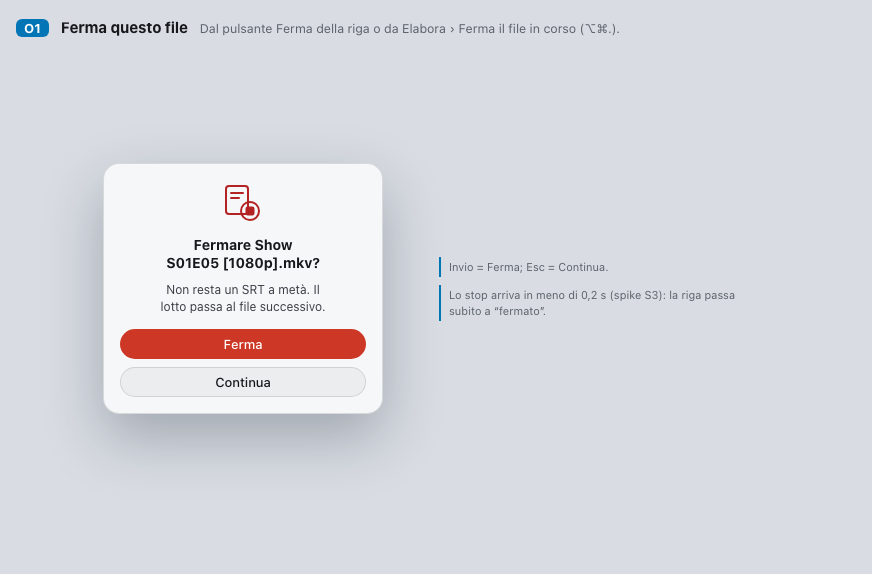 O1 Ferma questo file Dal pulsante Ferma della riga o da Elabora › Ferma il file in corso (⌥⌘.).
Fermare Show
S01E05 [1080p].mkv?
Non resta un SRT a metà. Il
lotto passa al file successivo.
Ferma
Continua
Invio = Ferma; Esc = Continua.
Lo stop arriva in meno di 0,2 s (spike S3): la riga passa
subito a “fermato”.